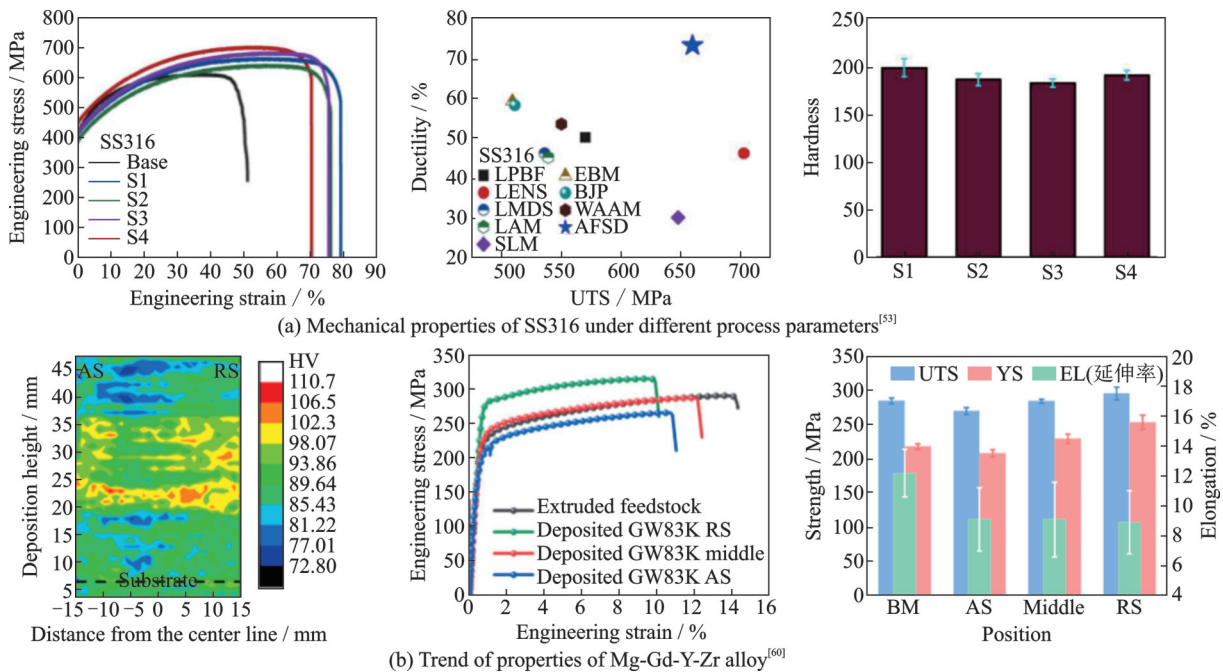 800
700
600
500
400
300
200
100
0
Engineering stress / MPa
SS316
Base
S1
S2
S3
S4
0 10 20 30 40 50 60 70 80 90
Engineering strain / %
80
70
60
50
40
30
20
Ductility / %
SS316
LPBF EBM
LENS BJP
LMDS WAAM
LAM AFSD
SLM
500 550 600 650 700
UTS / MPa
250
200
150
100
50
0
Hardness
S1 S2 S3 S4
(a) Mechanical properties of SS316 under different process parameters[53]
45
40
35
30
25
20
15
10
5
Deposition height / mm
AS RS
Substrate
−15 −10 −5 0 5 10 15
Distance from the center line / mm
HV
110.7
106.5
102.3
98.07
93.86
89.64
85.43
81.22
77.01
72.80
350
300
250
200
150
100
50
0
Engineering stress / MPa
Extruded feedstock
Deposited GW83K RS
Deposited GW83K middle
Deposited GW83K AS
0 2 4 6 8 10 12 14 16
Engineering strain / %
350
300
250
200
150
100
50
0
Strength / MPa
UTS YS EL(延伸率)
20
18
16
14
12
10
8
6
4
Elongation / %
BM AS Middle RS
Position
(b) Trend of properties of Mg-Gd-Y-Zr alloy[60]